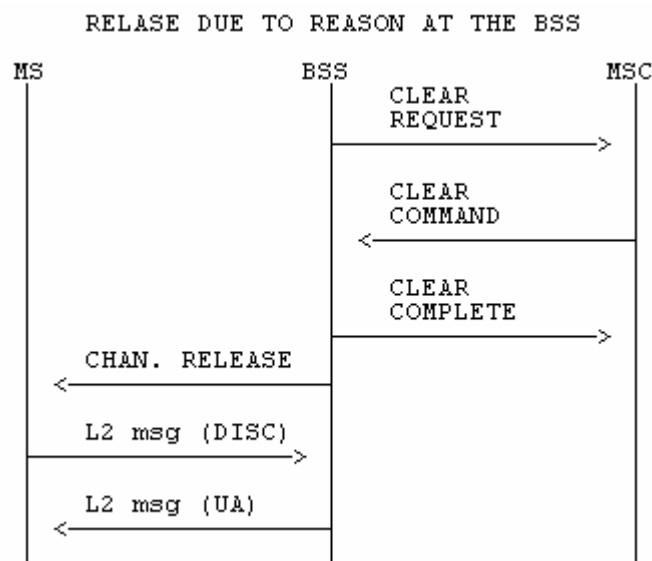 RELASE DUE TO REASON AT THE BSS
MS BSS MSC
CLEAR
REQUEST
CLEAR
COMMAND
CLEAR
COMPLETE
CHAN. RELEASE
L2 msg (DISC)
L2 msg (UA)